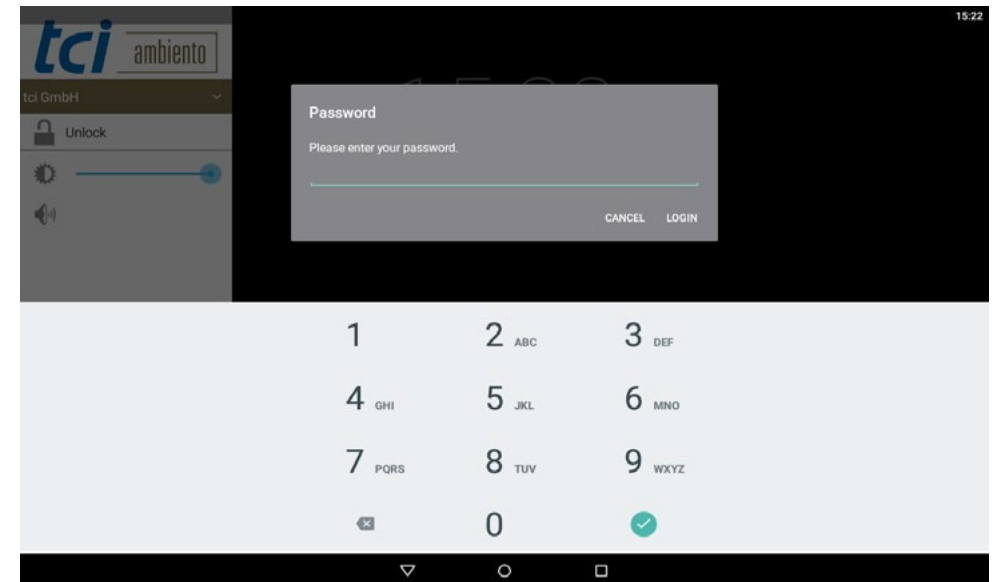 15:22
tci ambiento
tci GmbH
Unlock
Password
Please enter your password.
CANCEL LOGIN
1 2 ABC 3 DEF
4 GHI 5 JKL 6 MNO
7 PQRS 8 TUV 9 WXYZ
0